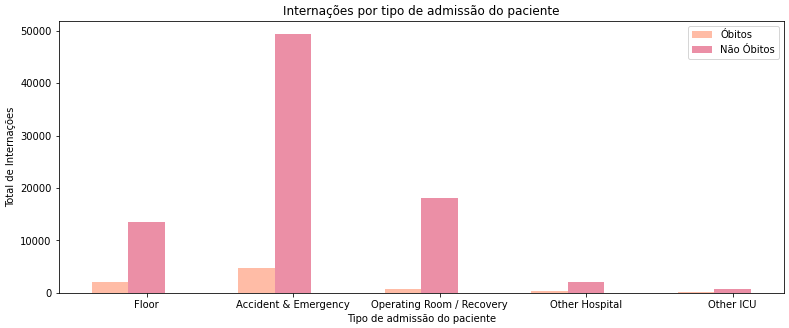 Internações por tipo de admissão do paciente
Óbitos
Não Óbitos
Total de Internações
50000
40000
30000
20000
10000
0
Floor
Accident & Emergency
Operating Room / Recovery
Other Hospital
Other ICU
Tipo de admissão do paciente